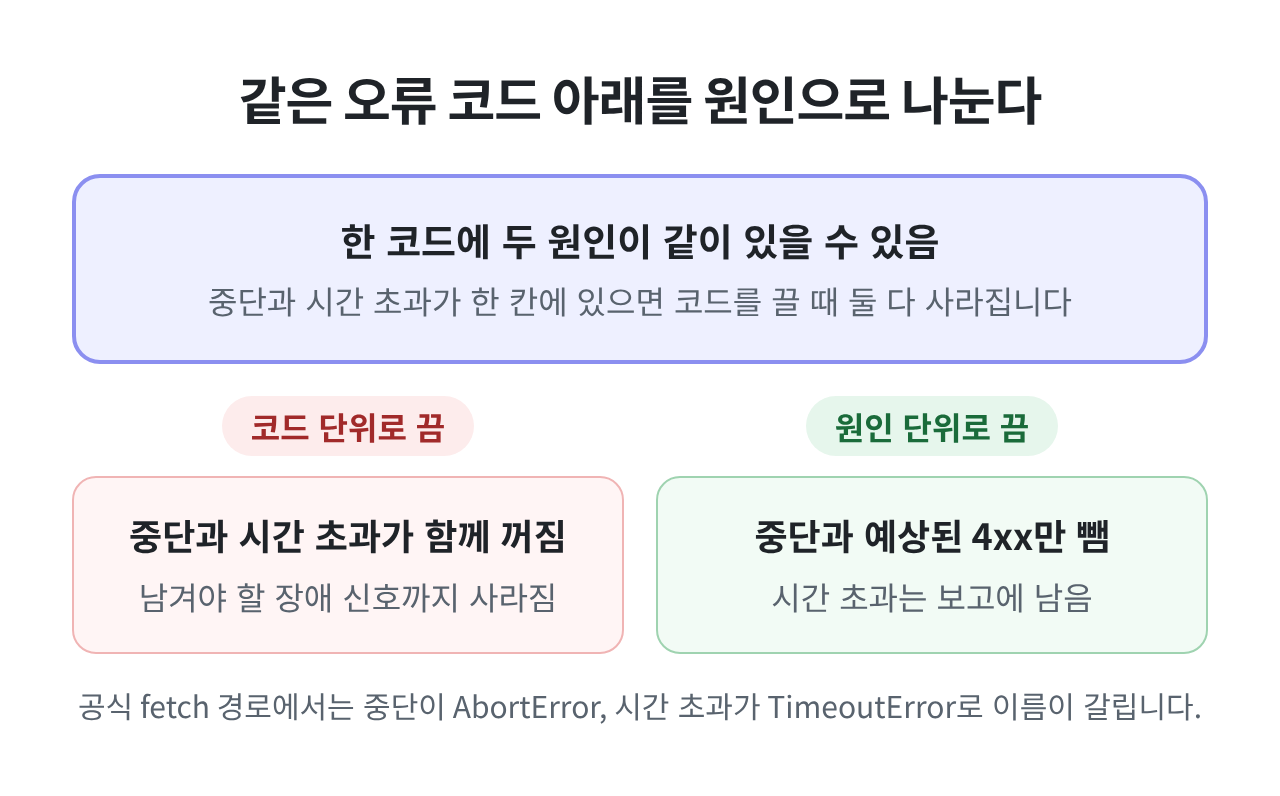 같은 오류 코드 아래를 원인으로 나눈다
한 코드에 두 원인이 같이 있을 수 있음
중단과 시간 초과가 한 칸에 있으면 코드를 끌 때 둘 다 사라집니다
코드 단위로 끔
원인 단위로 끔
중단과 시간 초과가 함께 꺼짐
남겨야 할 장애 신호까지 사라짐
중단과 예상된 4xx만 뺌
시간 초과는 보고에 남음
공식 fetch 경로에서는 중단이 AbortError, 시간 초과가 TimeoutError로 이름이 갈립니다.